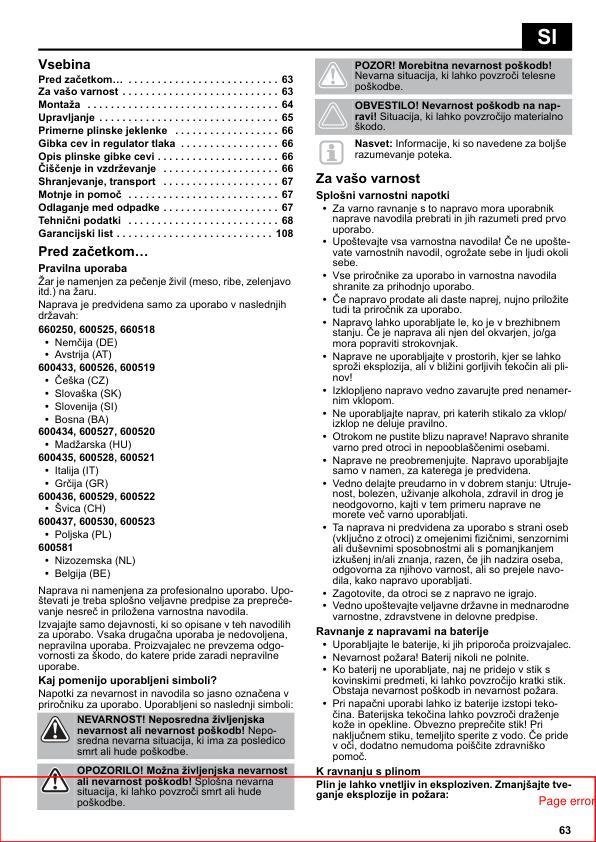 SI
Vsebina
Pred začetkom… . . . . . . . . . . . . . . . . . . . . . . . . . . 63
Za vašo varnost . . . . . . . . . . . . . . . . . . . . . . . . . . 63
Montaža . . . . . . . . . . . . . . . . . . . . . . . . . . . . . . . . 64
Upravljanje . . . . . . . . . . . . . . . . . . . . . . . . . . . . . . 65
Primerne plinske jeklenke . . . . . . . . . . . . . . . . . . 66
Gibka cev in regulator tlaka . . . . . . . . . . . . . . . . . 66
Opis plinske gibke cevi . . . . . . . . . . . . . . . . . . . . . 66
Čiščenje in vzdrževanje . . . . . . . . . . . . . . . . . . . . 66
Shranjevanje, transport . . . . . . . . . . . . . . . . . . . . 67
Motnje in pomoč . . . . . . . . . . . . . . . . . . . . . . . . . . 67
Odlaganje med odpadke . . . . . . . . . . . . . . . . . . . . 67
Tehnični podatki . . . . . . . . . . . . . . . . . . . . . . . . . . 68
Garancijski list . . . . . . . . . . . . . . . . . . . . . . . . . . . 108
Pred začetkom…
Pravilna uporaba
Žar je namenjen za pečenje živil (meso, ribe, zelenjavo
itd.) na žaru.
Naprava je predvidena samo za uporabo v naslednjih
državah:
660250, 600525, 660518
• Nemčija (DE)
• Avstrija (AT)
600433, 600526, 600519
• Češka (CZ)
• Slovaška (SK)
• Slovenija (SI)
• Bosna (BA)
600434, 600527, 600520
• Madžarska (HU)
600435, 600528, 600521
• Italija (IT)
• Grčija (GR)
600436, 600529, 600522
• Švica (CH)
600437, 600530, 600523
• Poljska (PL)
600581
• Nizozemska (NL)
• Belgija (BE)
Naprava ni namenjena za profesionalno uporabo. Upo-
števati je treba splošno veljavne predpise za prepreče-
vanje nesreč in priložena varnostna navodila.
Izvajajte samo dejavnosti, ki so opisane v teh navodilih
za uporabo. Vsaka drugačna uporaba je nedovoljena,
nepravilna uporaba. Proizvajalec ne prevzema odgo-
vornosti za škodo, do katere pride zaradi nepravilne
uporabe.
Kaj pomenijo uporabljeni simboli?
Napotki za nevarnost in navodila so jasno označena v
priročniku za uporabo. Uporabljeni so naslednji simboli:
NEVARNOST! Neposredna življenjska
nevarnost ali nevarnost poškodb! Nepo-
sredna nevarna situacija, ki ima za posledico
smrt ali hude poškodbe.
OPOZORILO! Možna življenjska nevarnost
ali nevarnost poškodb! Splošna nevarna
situacija, ki lahko povzroči smrt ali hude
poškodbe.
POZOR! Morebitna nevarnost poškodb!
Nevarna situacija, ki lahko povzroči telesne
poškodbe.
OBVESTILO! Nevarnost poškodb na nap-
ravi! Situacija, ki lahko povzročijo materialno
škodo.
Nasvet: Informacije, ki so navedene za boljše
razumevanje poteka.
Za vašo varnost
Splošni varnostni napotki
• Za varno ravnanje s to napravo mora uporabnik
naprave navodila prebrati in jih razumeti pred prvo
uporabo.
• Upoštevajte vsa varnostna navodila! Če ne upošte-
vate varnostnih navodil, ogrožate sebe in ljudi okoli
sebe.
• Vse priročnike za uporabo in varnostna navodila
shranite za prihodnjo uporabo.
• Če napravo prodate ali daste naprej, nujno priložite
tudi ta priročnik za uporabo.
• Napravo lahko uporabljate le, ko je v brezhibnem
stanju. Če je naprava ali njen del okvarjen, jo/ga
mora popraviti strokovnjak.
• Naprave ne uporabljajte v prostorih, kjer se lahko
sproži eksplozija, ali v bližini gorljivih tekočin ali pli-
nov!
• Izklopljeno napravo vedno zavarujte pred nenamer-
nim vklopom.
• Ne uporabljajte naprav, pri katerih stikalo za vklop/
izklop ne deluje pravilno.
• Otrokom ne pustite blizu naprave! Napravo shranite
varno pred otroci in nepooblaščenimi osebami.
• Naprave ne preobremenjujte. Napravo uporabljajte
samo v namen, za katerega je predvidena.
• Vedno delajte preudarno in v dobrem stanju: Utruje-
nost, bolezen, uživanje alkohola, zdravil in drog je
neodgovorno, kajti v tem primeru naprave ne
morete več varno uporabljati.
• Ta naprava ni predvidena za uporabo s strani oseb
(vključno z otroci) z omejenimi fizičnimi, senzornimi
ali duševnimi sposobnostmi ali s pomanjkanjem
izkušenj in/ali znanja, razen, če jih nadzira oseba,
odgovorna za njihovo varnost, ali so prejele navo-
dila, kako napravo uporabljati.
• Zagotovite, da otroci se z napravo ne igrajo.
• Vedno upoštevajte veljavne državne in mednarodne
varnostne, zdravstvene in delovne predpise.
Ravnanje z napravami na baterije
• Uporabljajte le baterije, ki jih priporoča proizvajalec.
• Nevarnost požara! Baterij nikoli ne polnite.
• Ko baterij ne uporabljate, naj ne pridejo v stik s
kovinskimi predmeti, ki lahko povzročijo kratki stik.
Obstaja nevarnost poškodb in nevarnost požara.
• Pri napačni uporabi lahko iz baterije izstopi teko-
čina. Baterijska tekočina lahko povzroči draženje
kože in opekline. Obvezno preprečite stik! Pri
naključnem stiku, temeljito sperite z vodo. Če pride
v oči, dodatno nemudoma poiščite zdravniško
pomoč.
K ravnanju s plinom
Plin je lahko vnetljiv in eksploziven. Zmanjšajte tve-
ganje eksplozije in požara:
Page error
63